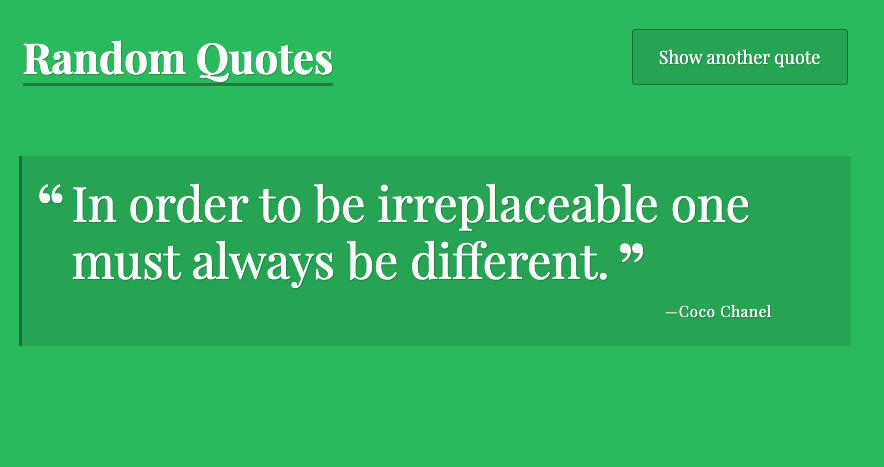 Random Quotes
Show another quote
“ In order to be irreplaceable one
must always be different. ”
—Coco Chanel